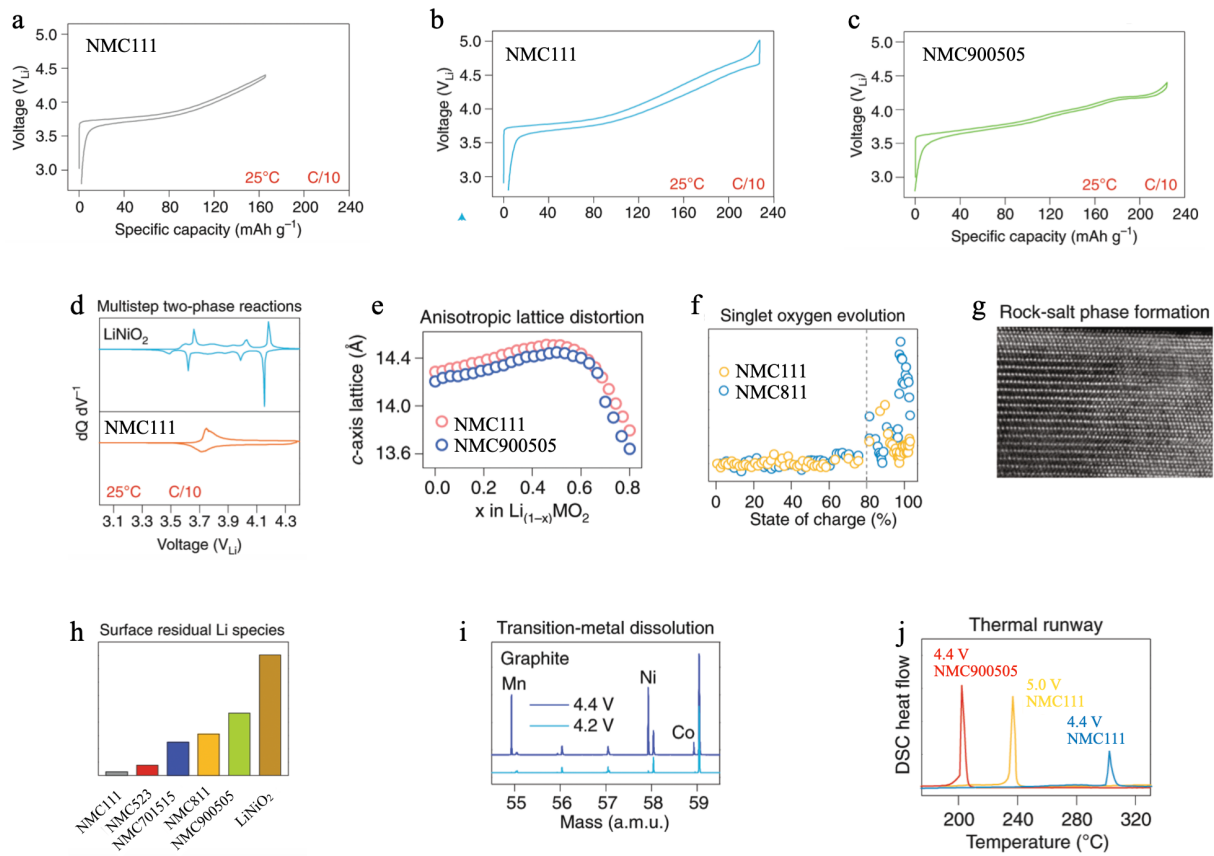 a
NMC111
5.0
4.5
4.0
3.5
3.0
Voltage (V_Li)
25°C C/10
0 40 80 120 160 200 240
Specific capacity (mAh g⁻¹)
b
NMC111
5.0
4.5
4.0
3.5
3.0
Voltage (V_Li)
25°C C/10
0 40 80 120 160 200 240
Specific capacity (mAh g⁻¹)
c
NMC900505
5.0
4.5
4.0
3.5
3.0
Voltage (V_Li)
25°C C/10
0 40 80 120 160 200 240
Specific capacity (mAh g⁻¹)
d
Multistep two-phase reactions
LiNiO₂
NMC111
dQ dV⁻¹
25°C C/10
3.1 3.3 3.5 3.7 3.9 4.1 4.3
Voltage (V_Li)
e
Anisotropic lattice distortion
14.4
14.0
13.6
c-axis lattice (Å)
NMC111
NMC900505
0.0 0.2 0.4 0.6 0.8
x in Li₍₁₋ₓ₎MO₂
f
Singlet oxygen evolution
NMC111
NMC811
0 20 40 60 80 100
State of charge (%)
g
Rock-salt phase formation
h
Surface residual Li species
NMC111
NMC523
NMC701515
NMC811
NMC900505
LiNiO₂
i
Transition-metal dissolution
Graphite
Mn
Ni
Co
4.4 V
4.2 V
55 56 57 58 59
Mass (a.m.u.)
j
Thermal runway
4.4 V
NMC900505
5.0 V
NMC111
4.4 V
NMC111
DSC heat flow
200 240 280 320
Temperature (°C)